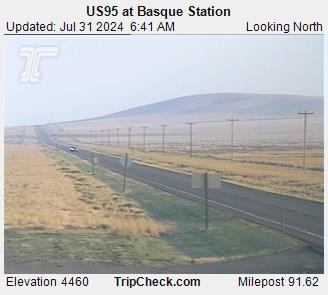 US95 at Basque Station
Updated: Jul 31 2024 6:41 AM Looking North
Elevation 4460 TripCheck.com Milepost 91.62